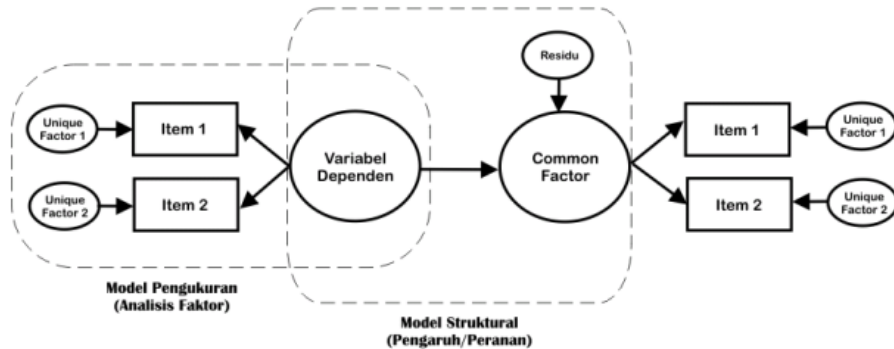 Residu
Unique
Factor 1
Item 1
Variabel
Dependen
Common
Factor
Item 1
Unique
Factor 1
Unique
Factor 2
Item 2
Item 2
Unique
Factor 2
Model Pengukuran
(Analisis Faktor)
Model Struktural
(Pengaruh/Peranan)